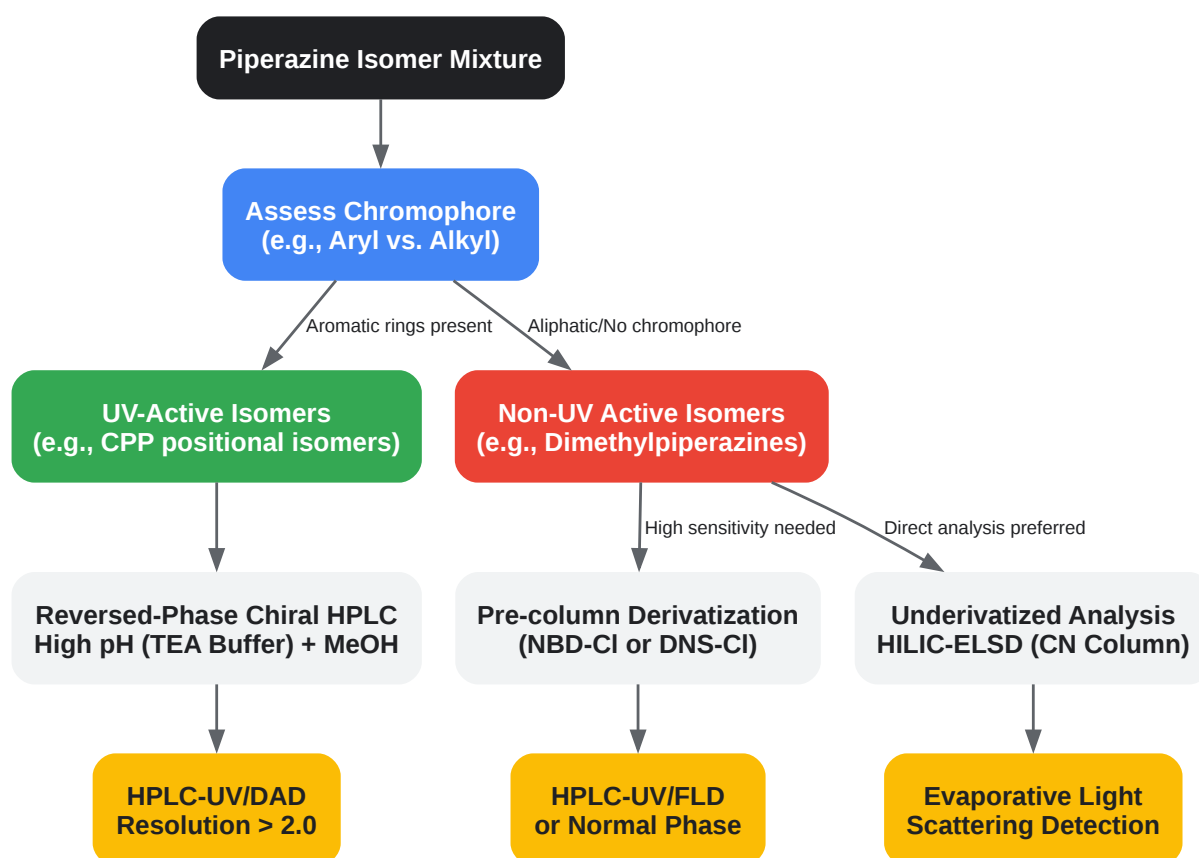 Piperazine Isomer Mixture
Assess Chromophore
(e.g., Aryl vs. Alkyl)
Aromatic rings present
Aliphatic/No chromophore
UV-Active Isomers
(e.g., CPP positional isomers)
Non-UV Active Isomers
(e.g., Dimethylpiperazines)
High sensitivity needed
Direct analysis preferred
Reversed-Phase Chiral HPLC
High pH (TEA Buffer) + MeOH
Pre-column Derivatization
(NBD-Cl or DNS-Cl)
Underivatized Analysis
HILIC-ELSD (CN Column)
HPLC-UV/DAD
Resolution > 2.0
HPLC-UV/FLD
or Normal Phase
Evaporative Light
Scattering Detection